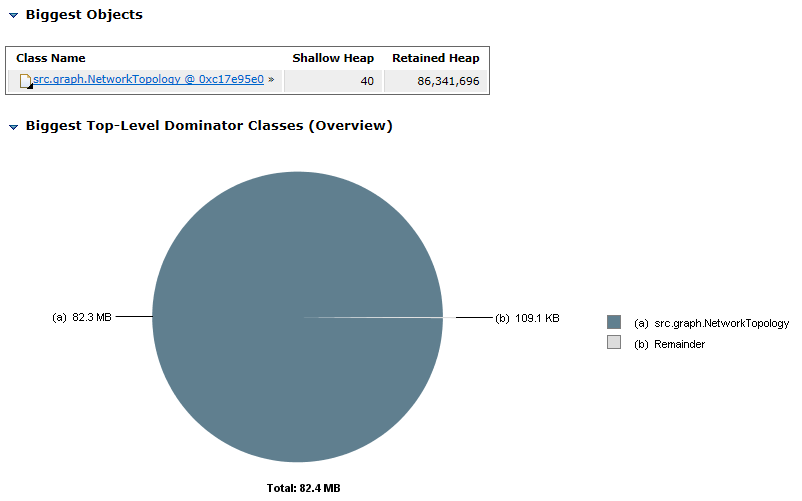 Biggest Objects
Class Name Shallow Heap Retained Heap
src.graph.NetworkTopology @ 0xc17e95e0 » 40 86,341,696
Biggest Top-Level Dominator Classes (Overview)
(a) 82.3 MB
(b) 109.1 KB
(a) src.graph.NetworkTopology
(b) Remainder
Total: 82.4 MB